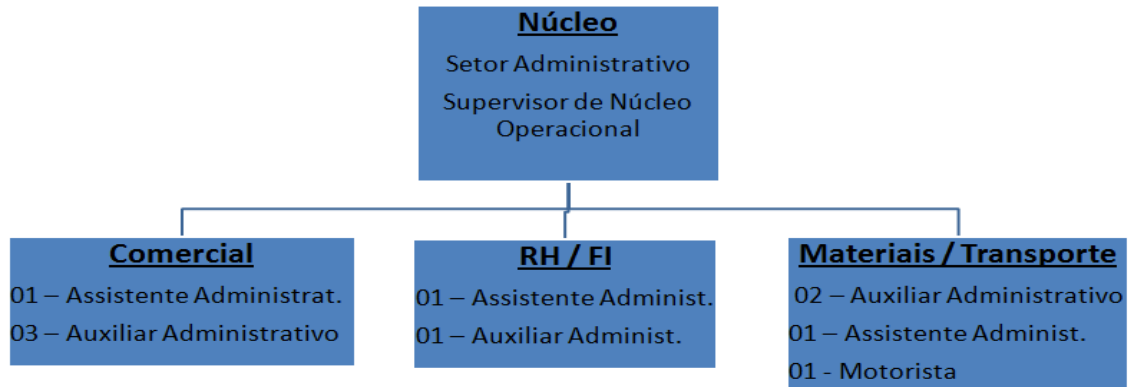 Núcleo
Setor Administrativo
Supervisor de Núcleo
Operacional
Comercial
01 – Assistente Administrat.
03 – Auxiliar Administrativo
RH / FI
01 – Assistente Administ.
01 – Auxiliar Administ.
Materiais / Transporte
02 – Auxiliar Administrativo
01 – Assistente Administ.
01 - Motorista